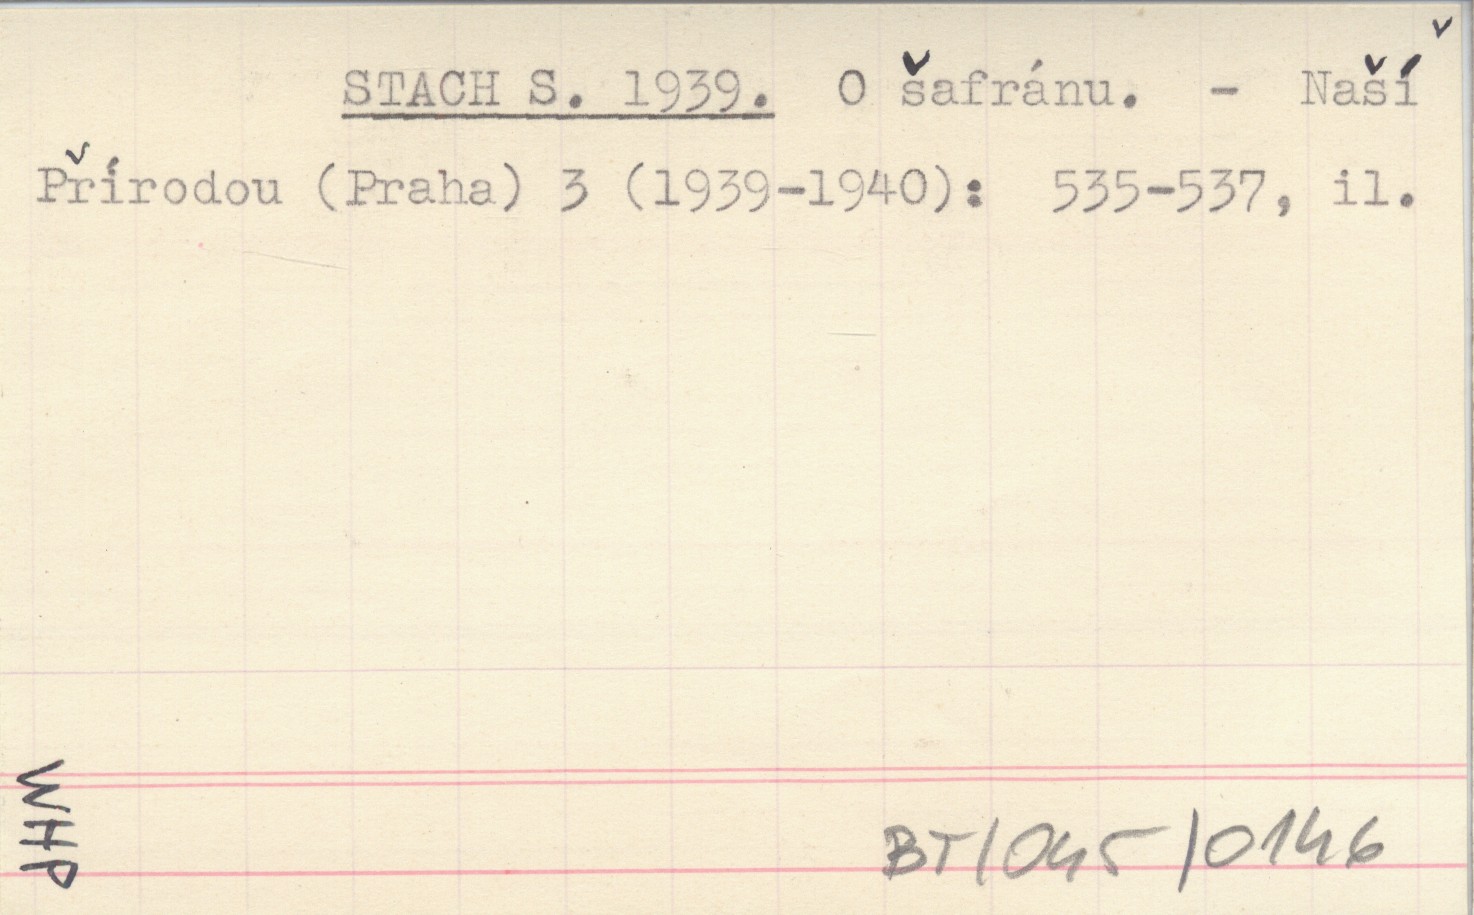 STACH S. 1939. O šafránu. - Naší
Přírodou (Praha) 3 (1939-1940): 535-537, il.
WHP
BT/045/0146